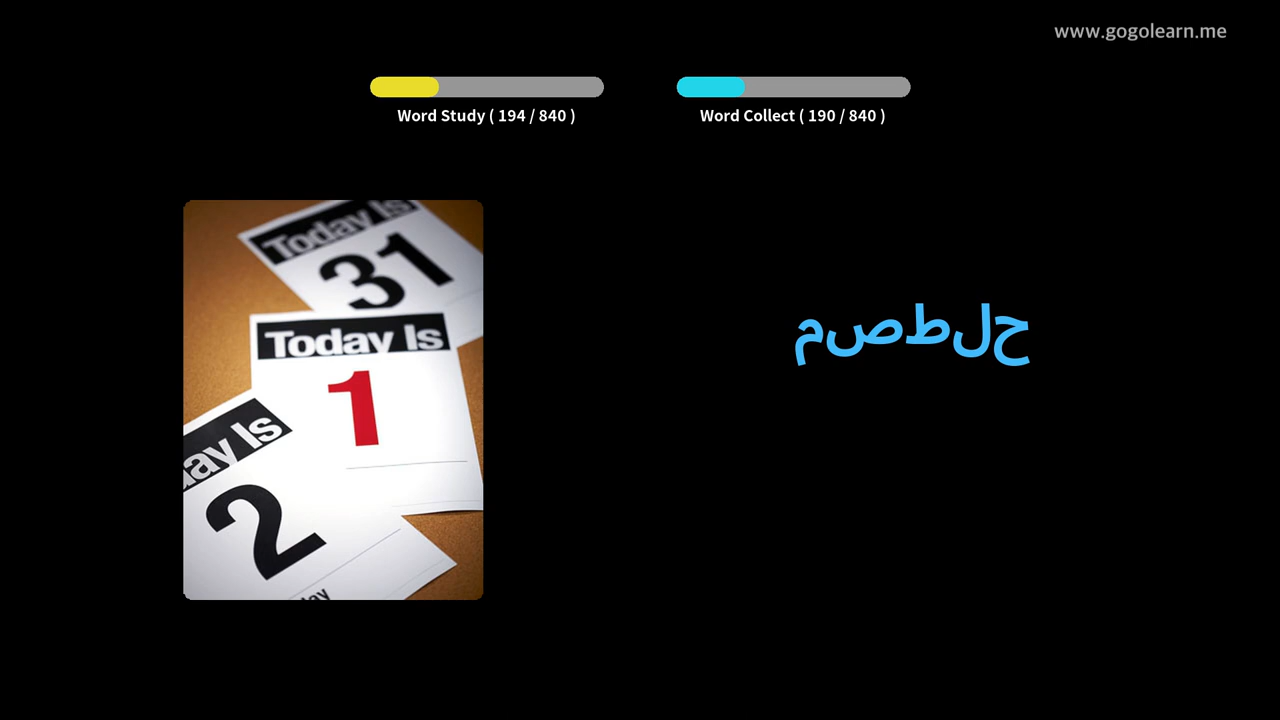 www.gogolearn.me
Word Study ( 194 / 840 )
Word Collect ( 190 / 840 )
Today Is
31
Today Is
1
ay Is
2
ح‌ل‌ط‌ص‌م